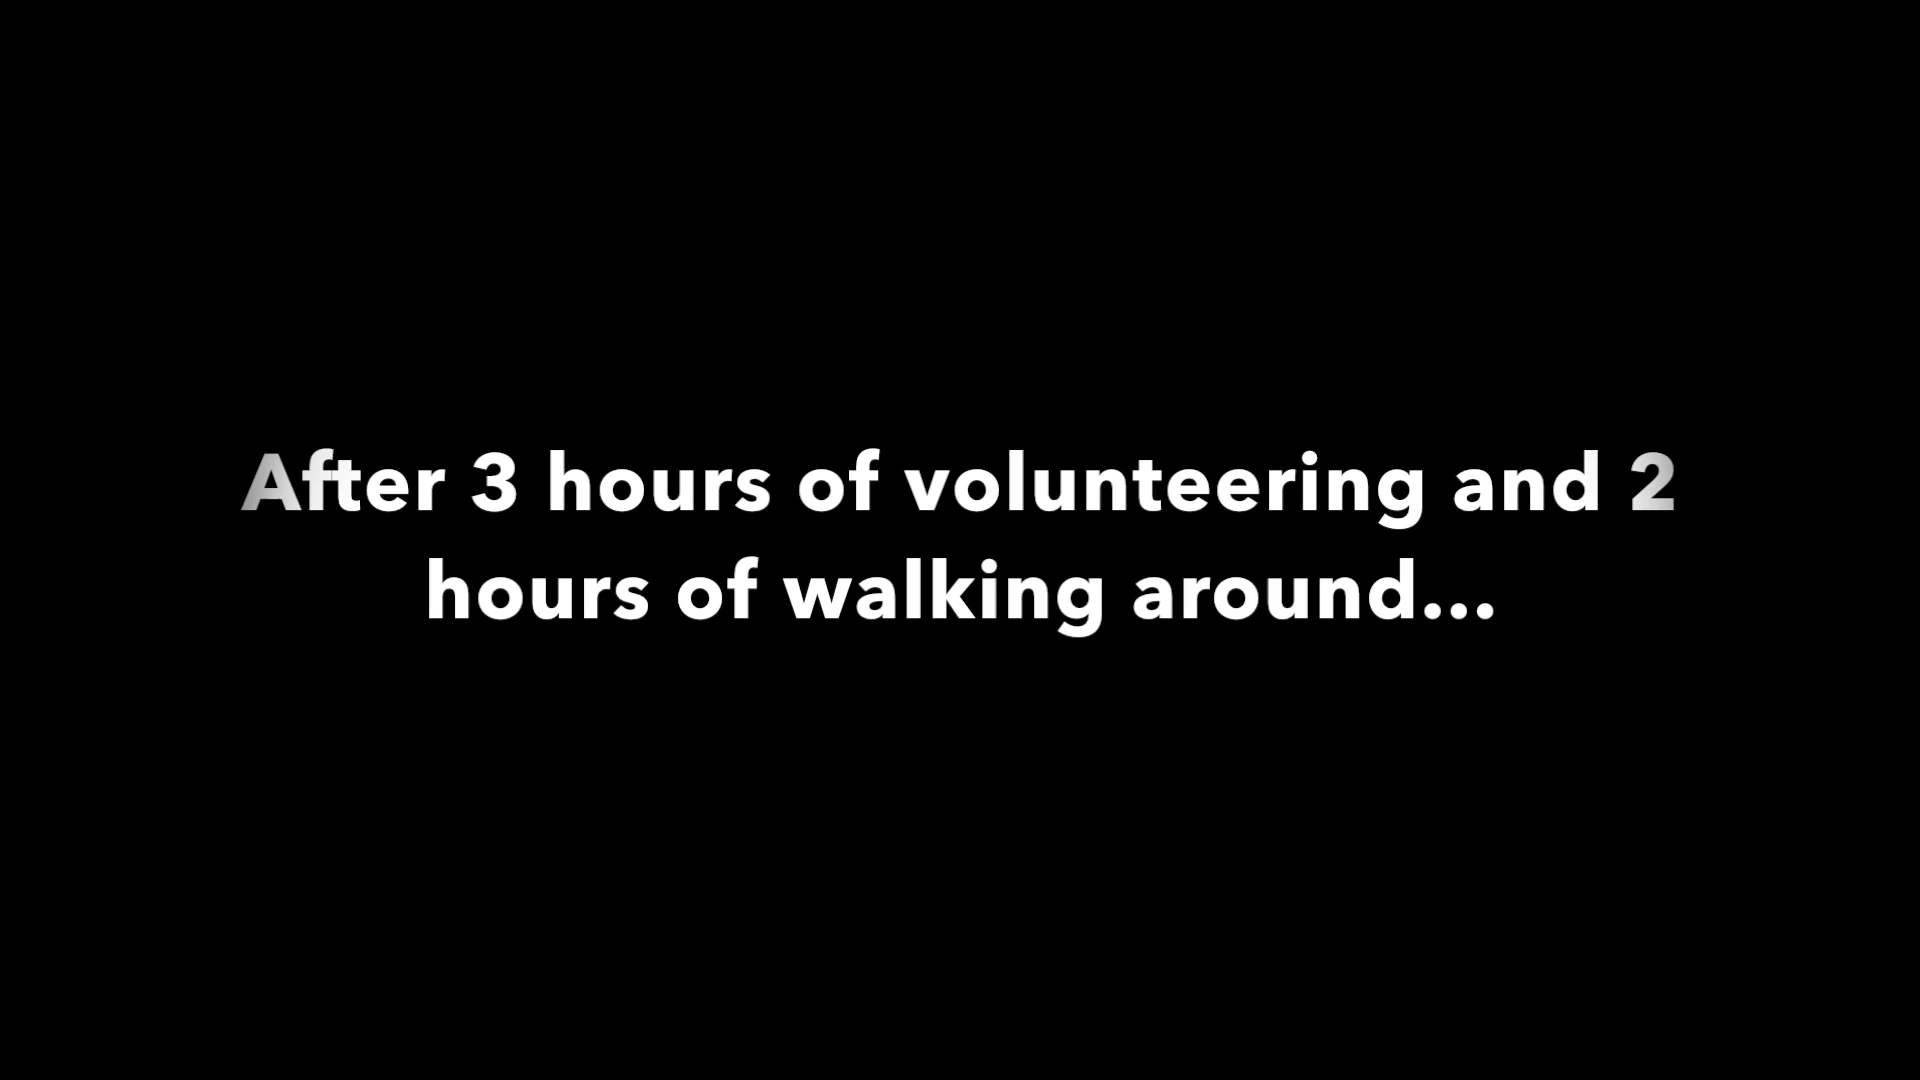 After 3 hours of volunteering and 2
hours of walking around...